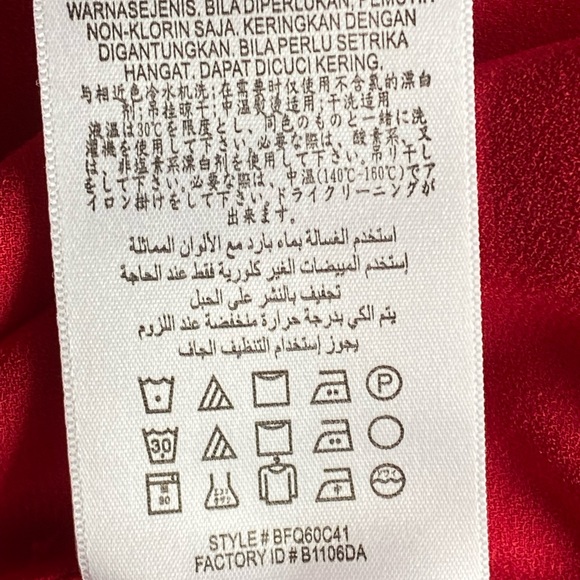 WARNASEJENIS. BILA DIPERLUKAN, PEMUTIH
NON-KLORIN SAJA. KERINGKAN DENGAN
DIGANTUNGKAN. BILA PERLU SETRIKA
HANGAT. DAPAT DICUCI KERING.
与相近色冷水机洗;在需要时仅使用不含氯的漂白
剂;吊挂晾干;中温熨烫适用;干洗适用
液温は30℃を限度とし、同色のものと一緒に洗
濯機を使用して下さい。必要な際は、酸素系、又
は、非塩素系漂白剤を使用して下さい。吊り干し
をして下さい。必要な際は、中温(140℃-160℃)でア
イロン掛けをして下さい。ドライクリーニングが
出来ます。
أستخدم الغسالة بماء بارد مع الألوان المماثلة
إستخدم المبيضات الغير كلورية فقط عند الحاجة
تجفيف بالنشر على الحبل
يتم الكي بدرجة حرارة منخفضة عند اللزوم
يجوز إستخدام التنظيف الجاف
P
30
中
STYLE # BFQ60C41
FACTORY ID # B1106DA